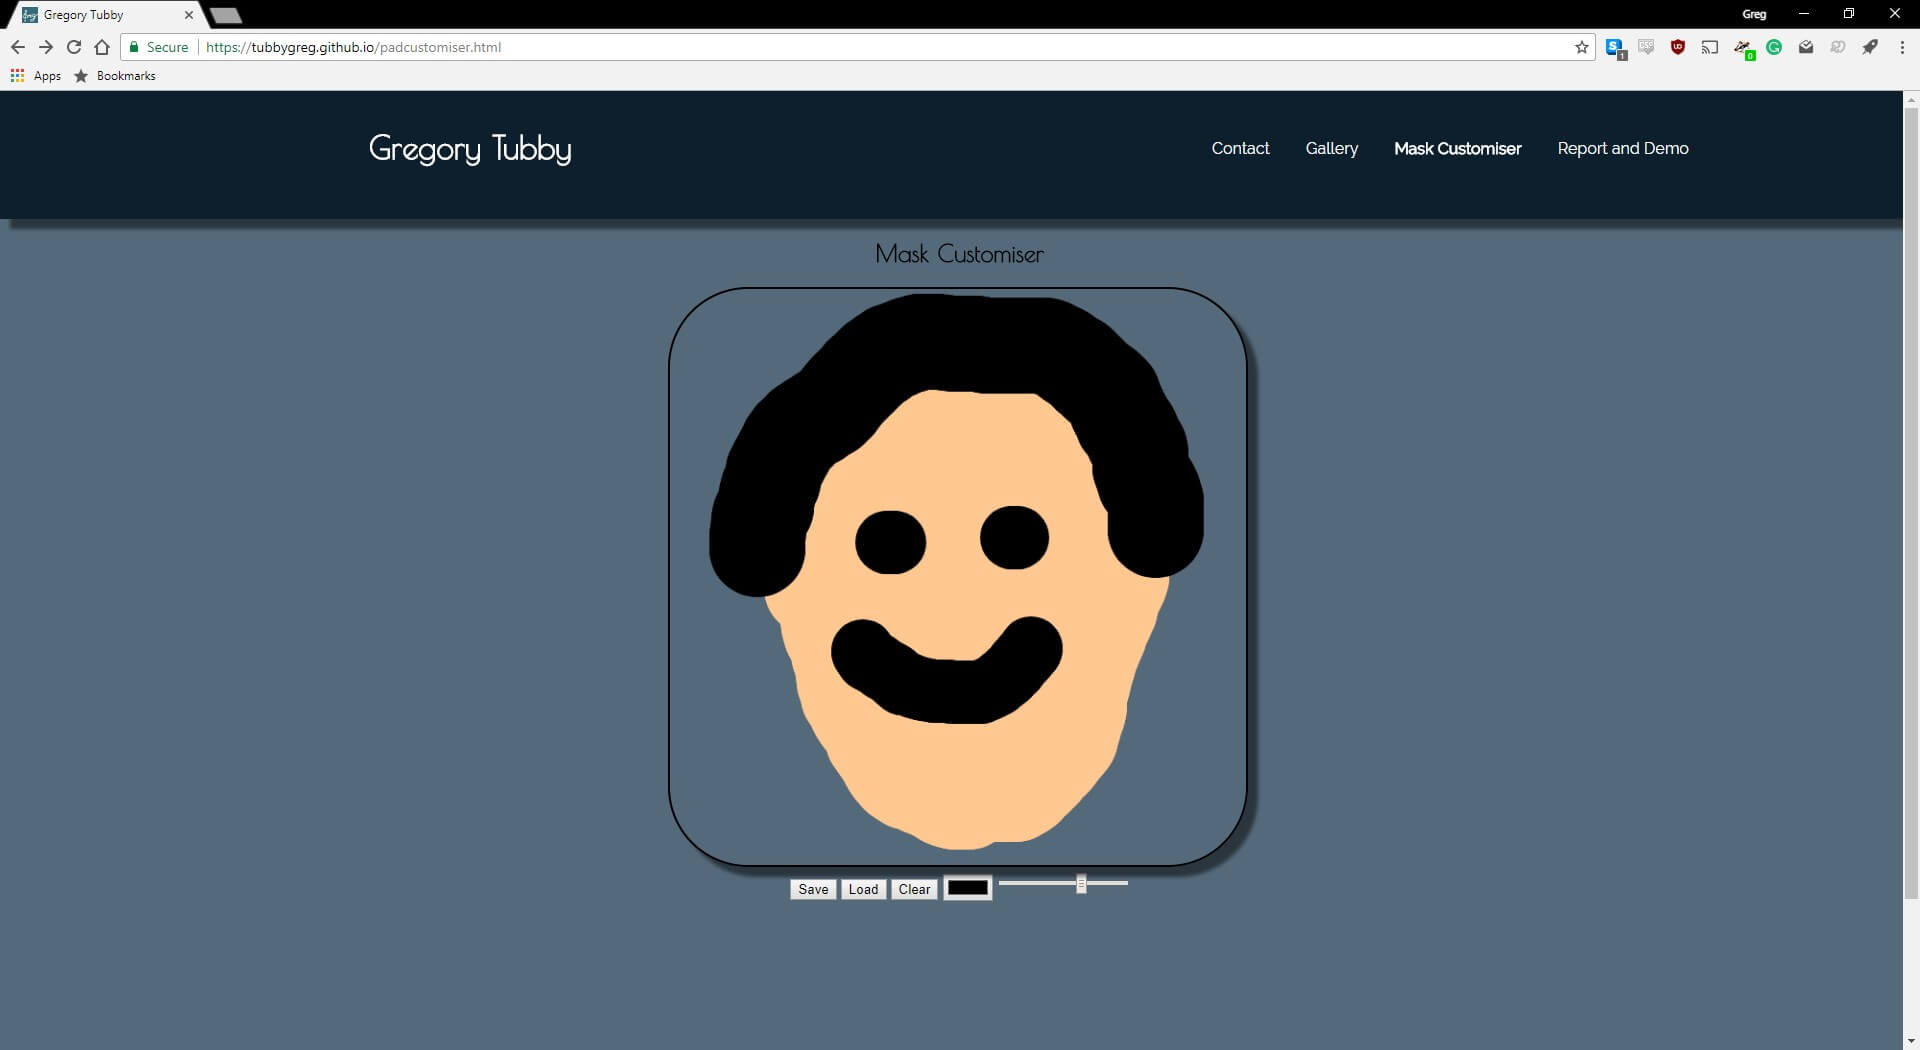 Gregory Tubby
Greg
Secure
https://tubbygreg.github.io/padcustomiser.html
Apps
Bookmarks
Gregory Tubby
Contact
Gallery
Mask Customiser
Report and Demo
Mask Customiser
Save
Load
Clear